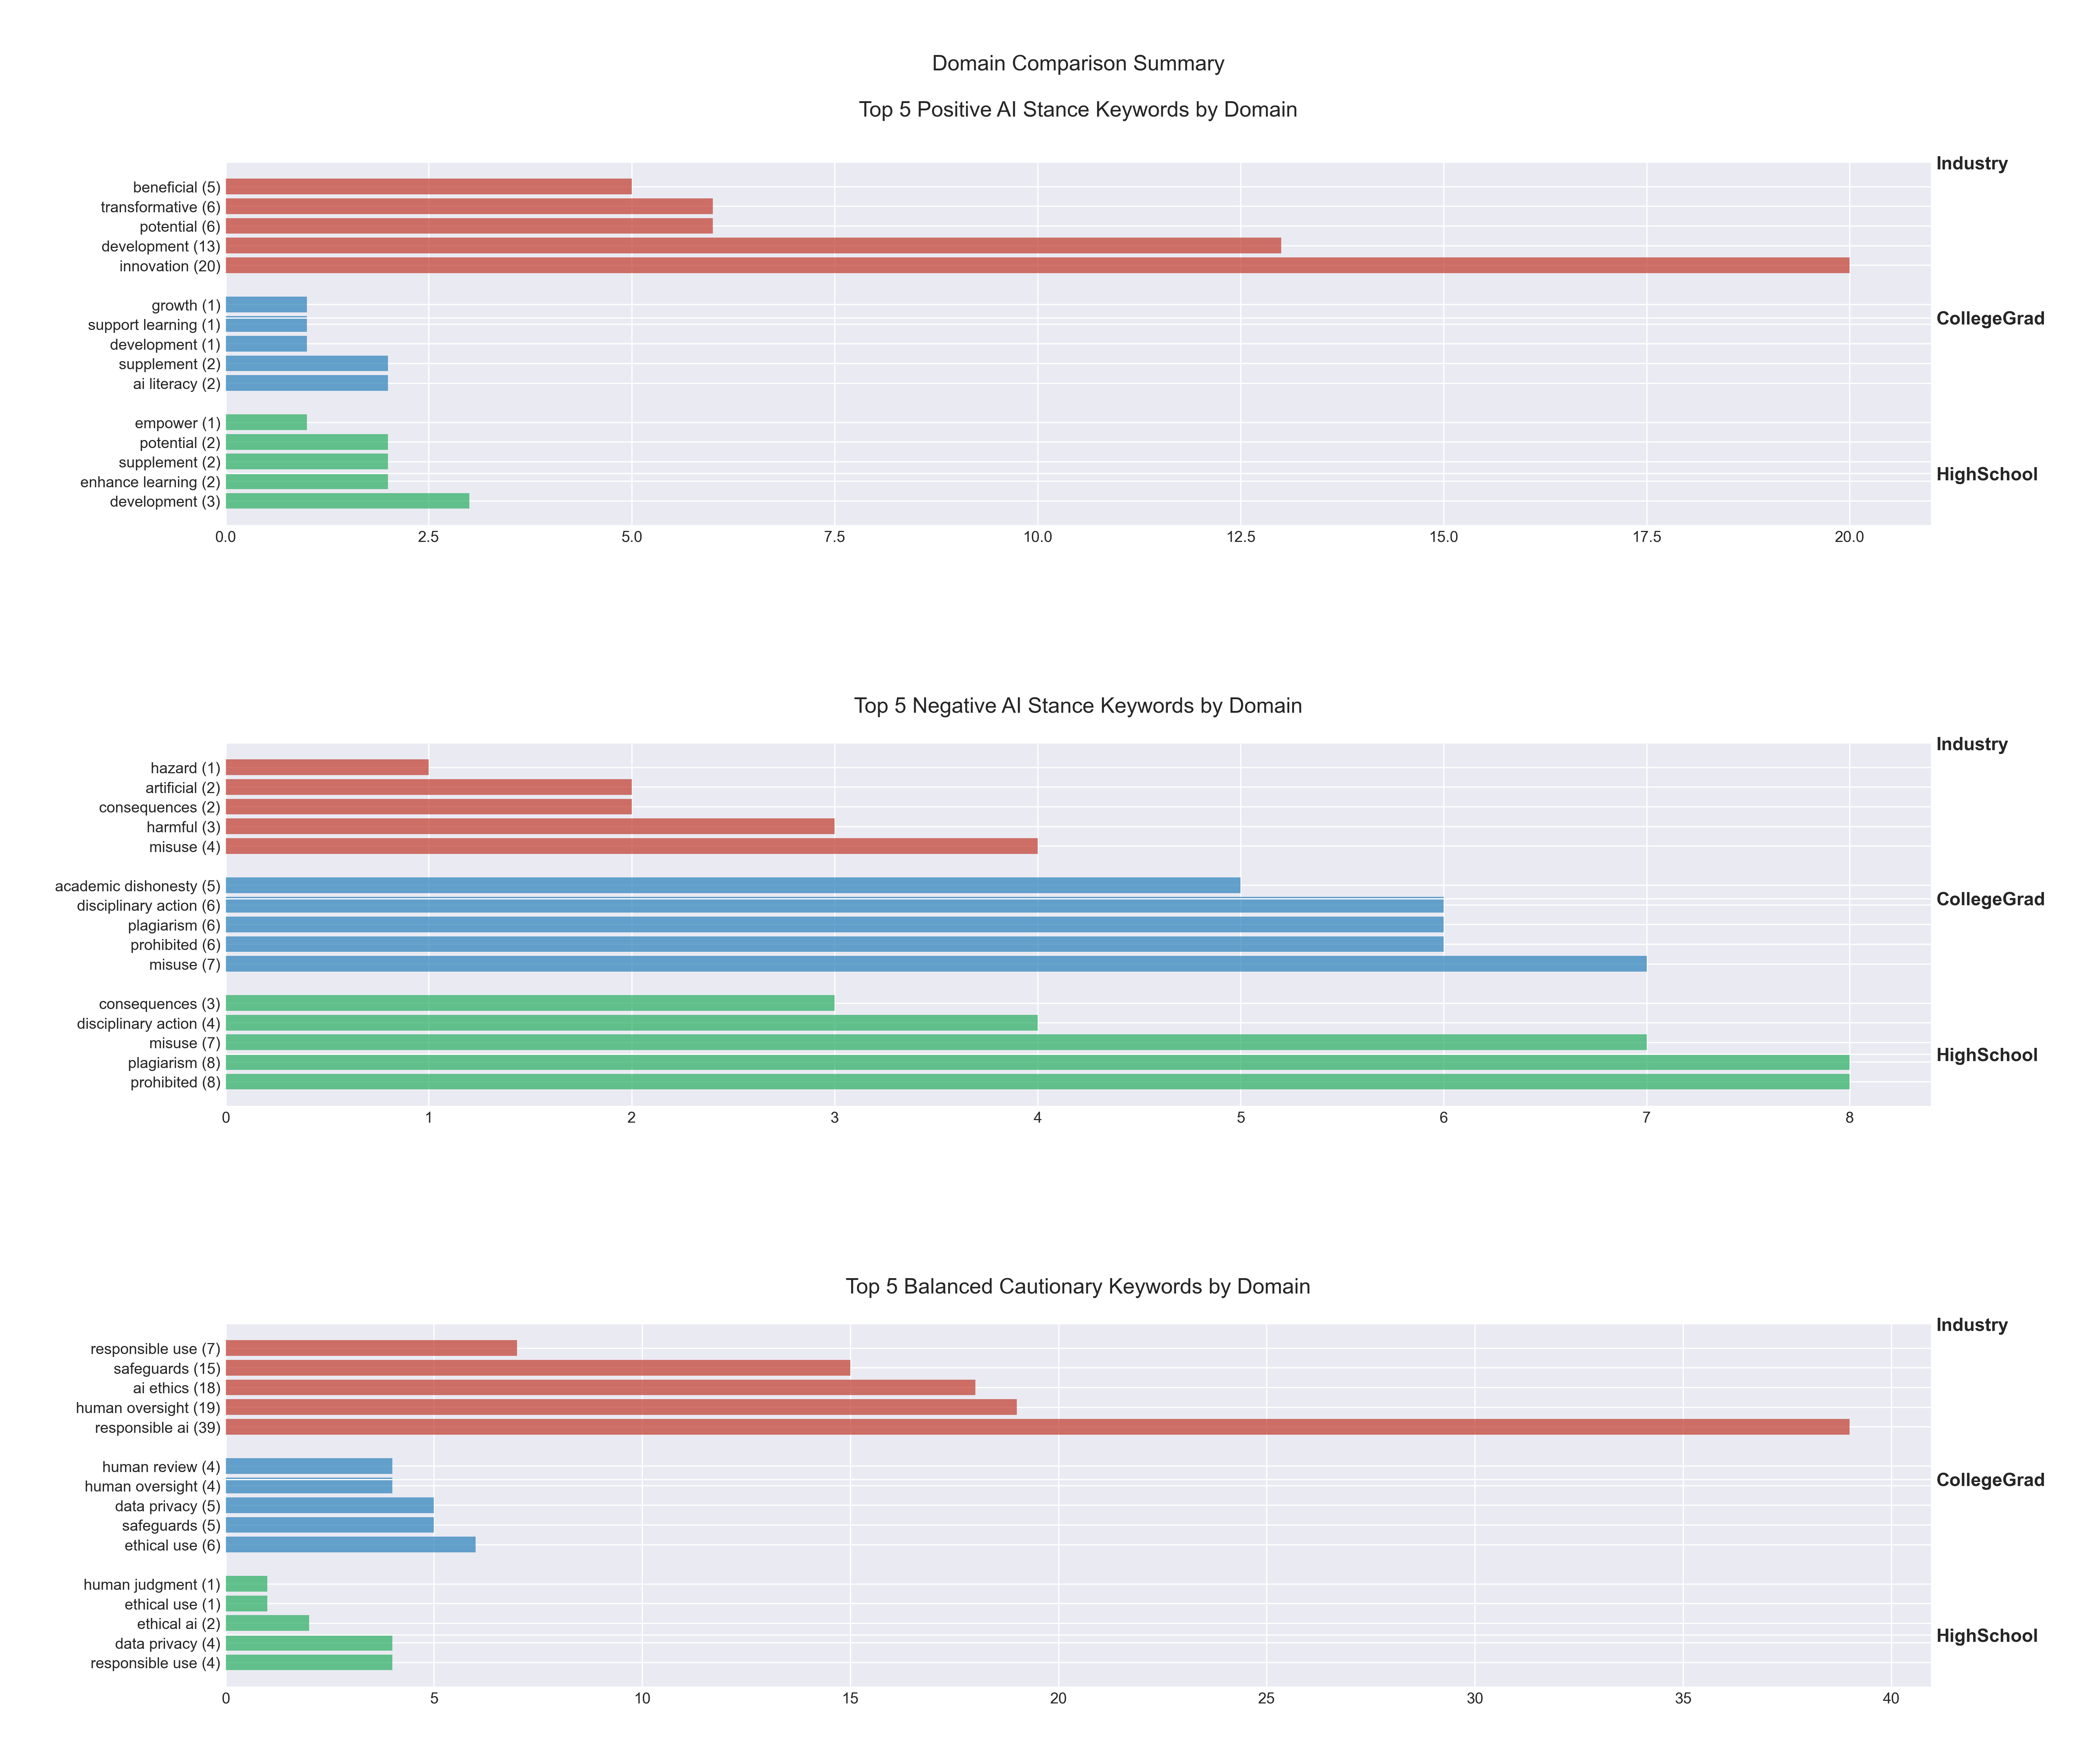 Domain Comparison Summary
Top 5 Positive AI Stance Keywords by Domain
Industry
beneficial (5)
transformative (6)
potential (6)
development (13)
innovation (20)
growth (1)
CollegeGrad
support learning (1)
development (1)
supplement (2)
ai literacy (2)
empower (1)
potential (2)
supplement (2)
HighSchool
enhance learning (2)
development (3)
0.0 2.5 5.0 7.5 10.0 12.5 15.0 17.5 20.0
Top 5 Negative AI Stance Keywords by Domain
Industry
hazard (1)
artificial (2)
consequences (2)
harmful (3)
misuse (4)
academic dishonesty (5)
CollegeGrad
disciplinary action (6)
plagiarism (6)
prohibited (6)
misuse (7)
consequences (3)
disciplinary action (4)
misuse (7)
HighSchool
plagiarism (8)
prohibited (8)
0 1 2 3 4 5 6 7 8
Top 5 Balanced Cautionary Keywords by Domain
Industry
responsible use (7)
safeguards (15)
ai ethics (18)
human oversight (19)
responsible ai (39)
human review (4)
CollegeGrad
human oversight (4)
data privacy (5)
safeguards (5)
ethical use (6)
human judgment (1)
ethical use (1)
ethical ai (2)
HighSchool
data privacy (4)
responsible use (4)
0 5 10 15 20 25 30 35 40